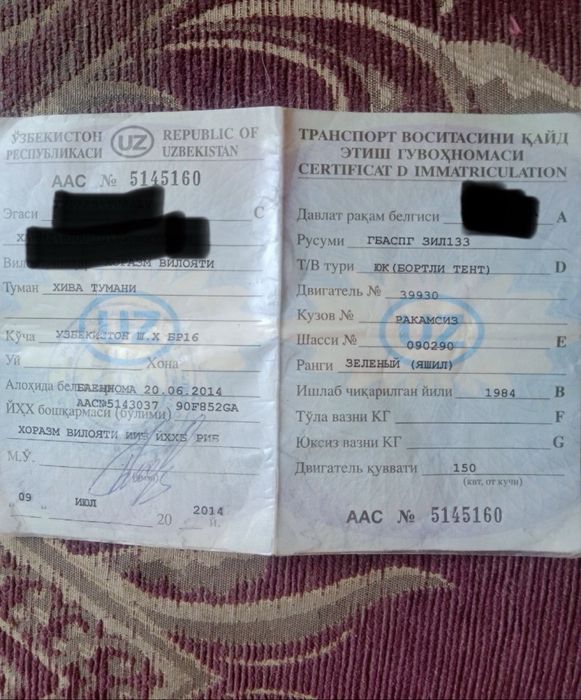 ЎЗБЕКИСТОН
РЕСПУБЛИКАСИ
UZ
REPUBLIC OF
UZBEKISTAN
ААС № 5145160
Эгаси С
ХОРАЗМ ВИЛОЯТИ
Туман ХИВА ТУМАНИ
Кўча УЗБЕКИСТОН Ш.Х БР16
Уй Хона
Алоҳида 20.06.2014
ААС№5143037 90F852GA
ЙҲХ бошқармаси (бўлими)
ХОРАЗМ ВИЛОЯТИ ИИБ ЙХХБ РИБ
М.Ў.
(имзо)
" 09 " ИЮЛ 2014
20 й.
ТРАНСПОРТ ВОСИТАСИНИ ҚАЙД
ЭТИШ ГУВОҲНОМАСИ
CERTIFICAT D IMMATRICULATION
Давлат рақам белгиси А
Русуми ГБАСПГ ЗИЛ133
Т/В тури ЮК(БОРТЛИ ТЕНТ) D
Двигатель № 39930
UZ
Кузов № РАКАМСИЗ
Шасси № 090290 Е
Ранги ЗЕЛЕНЫЙ (ЯШИЛ)
Ишлаб чиқарилган йили 1984 В
Тўла вазни КГ F
Юксиз вазни КГ G
Двигатель қуввати 150
(квт, от кучи)
ААС № 5145160